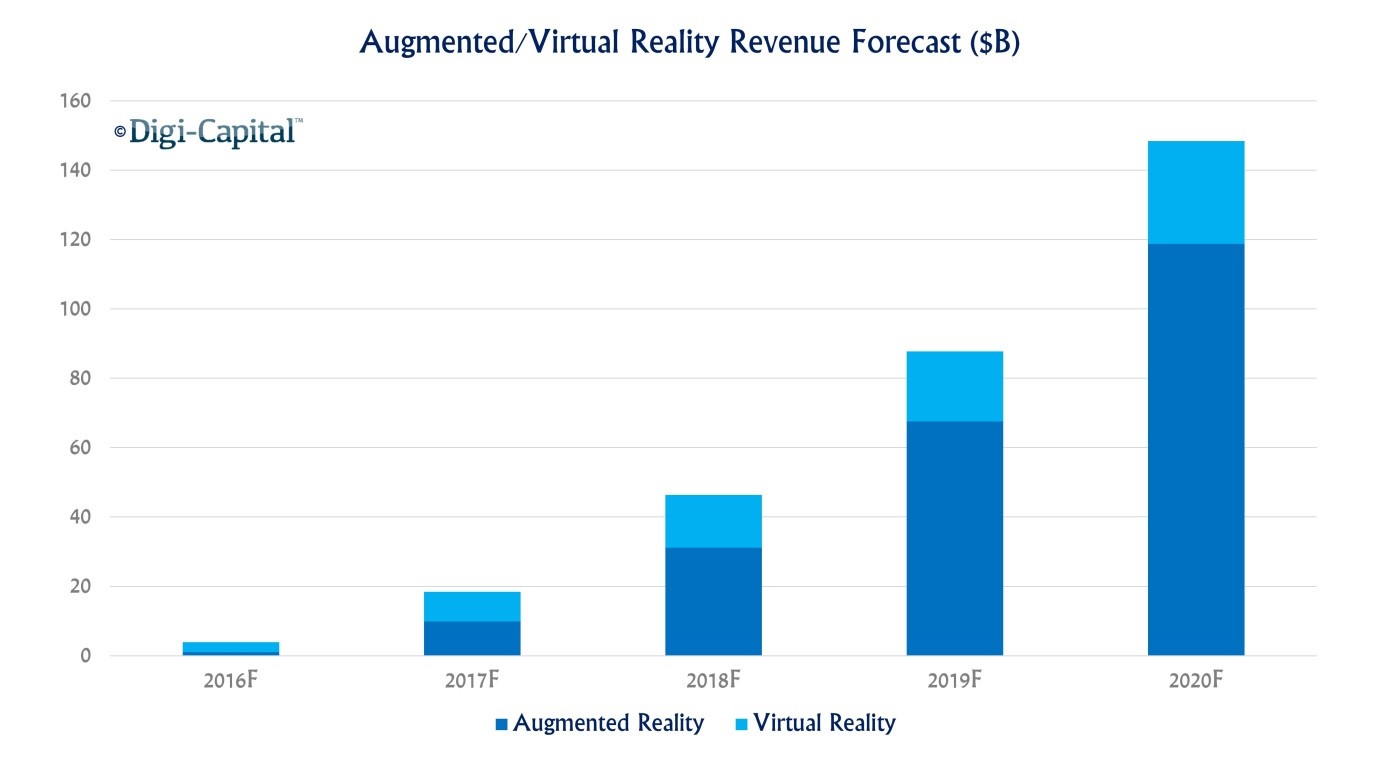 Augmented/Virtual Reality Revenue Forecast ($B)
160
©Digi-Capital™
140
120
100
80
60
40
20
0
2016F 2017F 2018F 2019F 2020F
Augmented Reality Virtual Reality